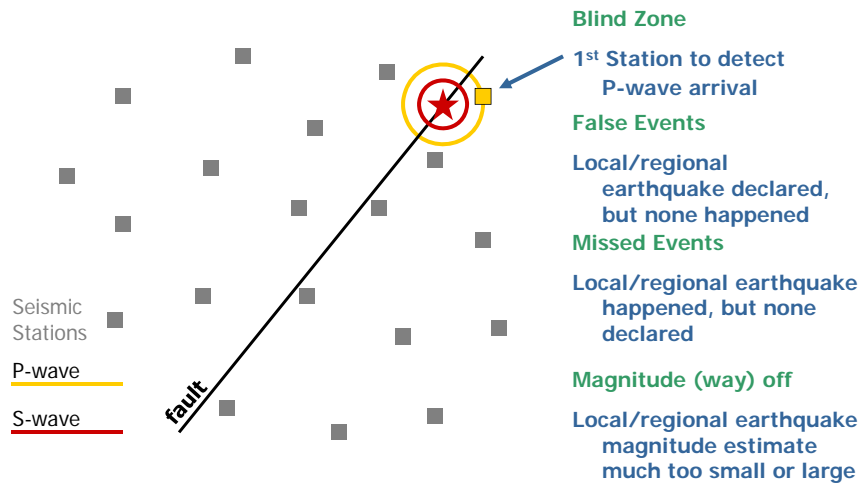 Blind Zone
1st Station to detect
P-wave arrival
False Events
Local/regional
earthquake declared,
but none happened
Missed Events
Local/regional earthquake
happened, but none
declared
Magnitude (way) off
Local/regional earthquake
magnitude estimate
much too small or large
Seismic
Stations
P-wave
S-wave
fault